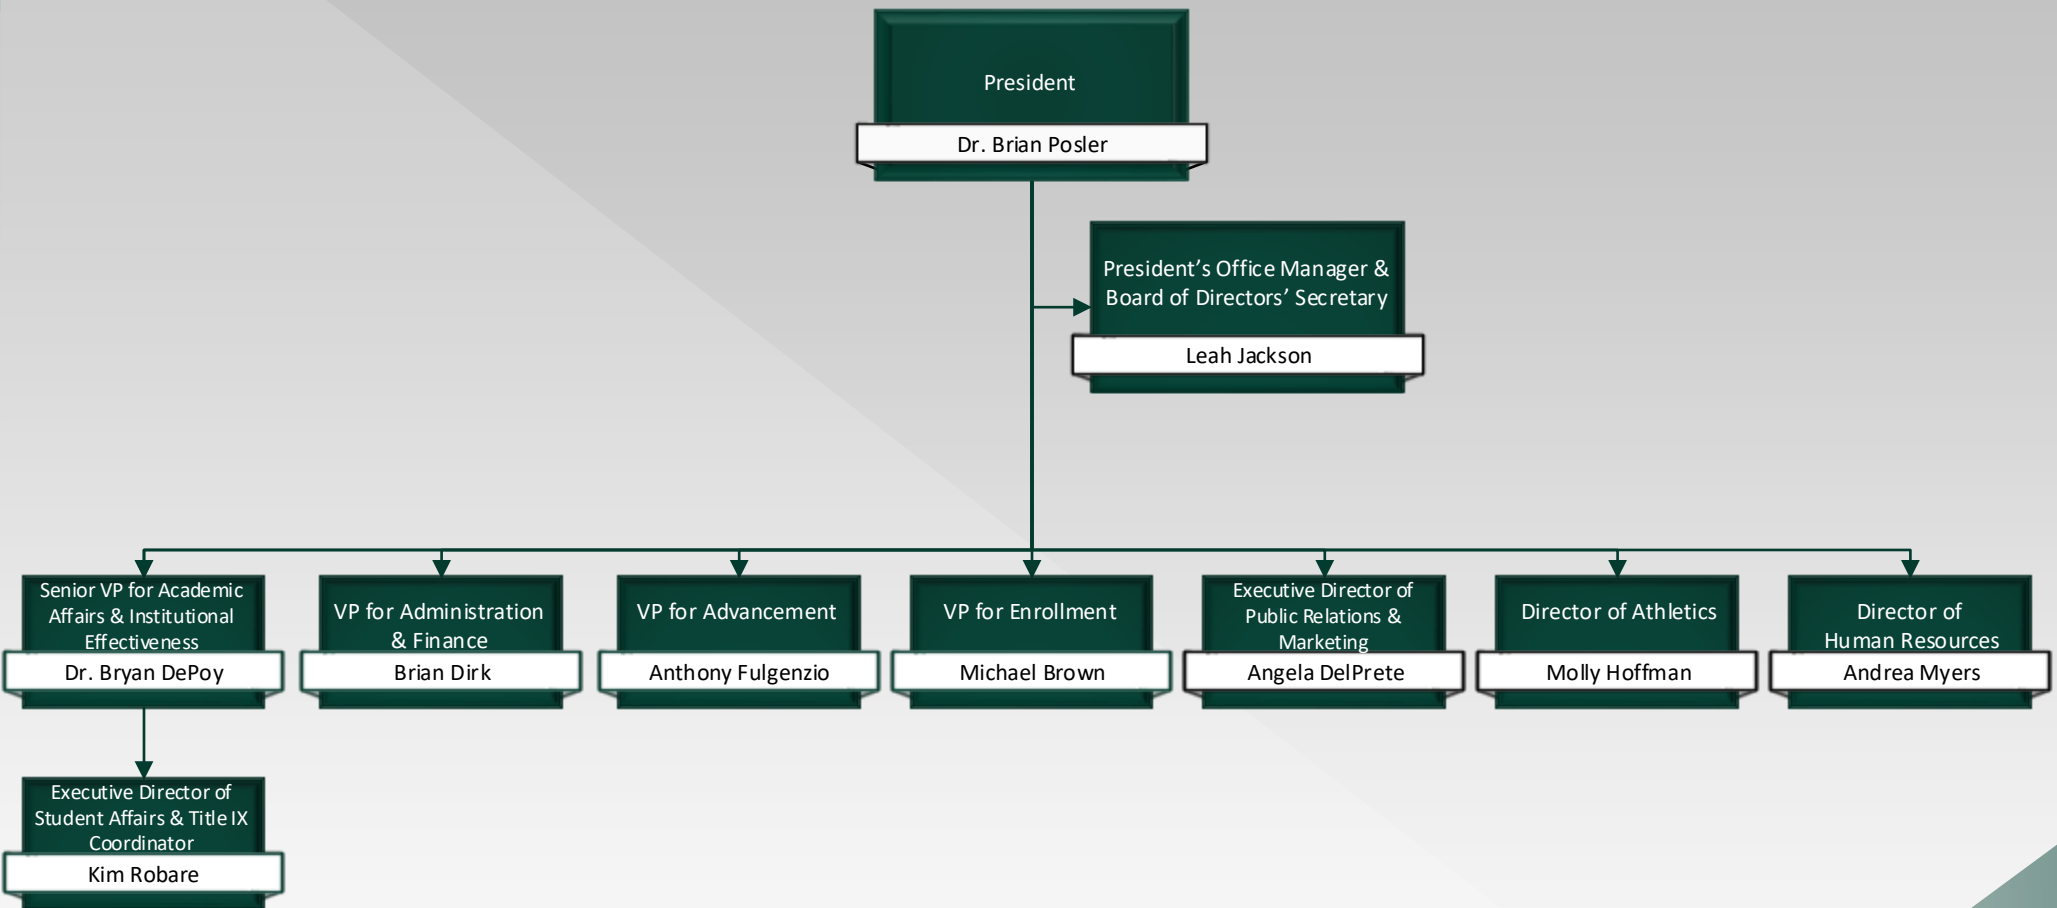 President
Dr. Brian Posler
President’s Office Manager &
Board of Directors’ Secretary
Leah Jackson
Senior VP for Academic
Affairs & Institutional
Effectiveness
Dr. Bryan DePoy
VP for Administration
& Finance
Brian Dirk
VP for Advancement
Anthony Fulgenzio
VP for Enrollment
Michael Brown
Executive Director of
Public Relations &
Marketing
Angela DelPrete
Director of Athletics
Molly Hoffman
Director of
Human Resources
Andrea Myers
Executive Director of
Student Affairs & Title IX
Coordinator
Kim Robare